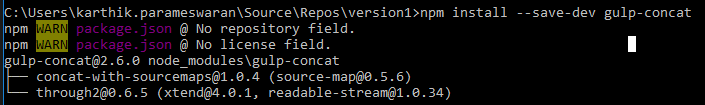 C:\Users\karthik.parameswaran\Source\Repos\version1>npm install --save-dev gulp-concat
npm WARN package.json @ No repository field.
npm WARN package.json @ No license field.
gulp-concat@2.6.0 node_modules\gulp-concat
├── concat-with-sourcemaps@1.0.4 (source-map@0.5.6)
└── through2@0.6.5 (xtend@4.0.1, readable-stream@1.0.34)